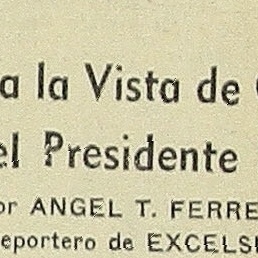 a la Vista de
el Presidente
or ANGEL T. FERRE
eportero de EXCELS